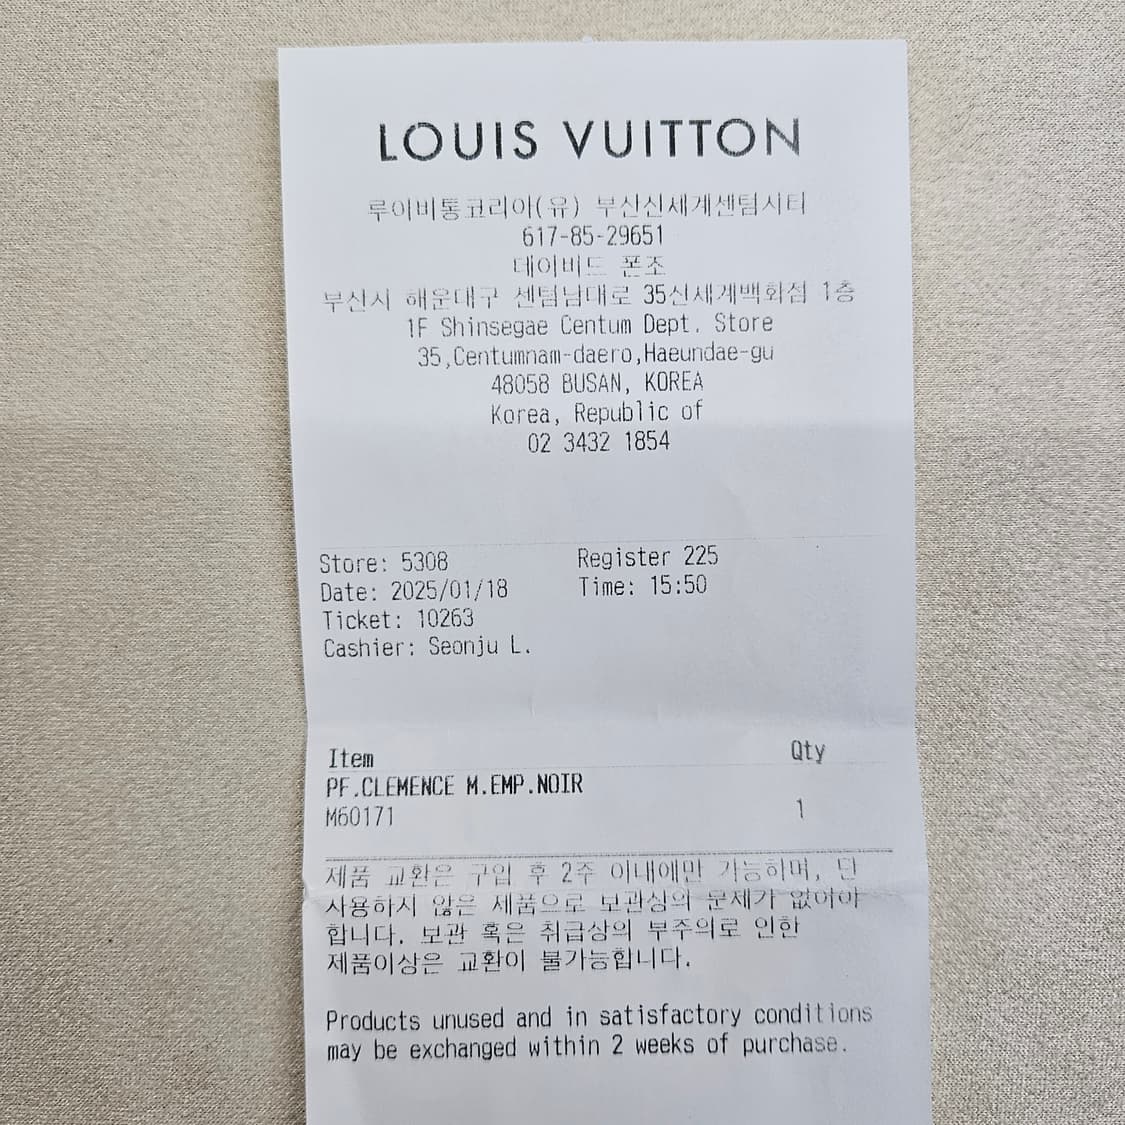 LOUIS VUITTON
루이비통코리아(유) 부산신세계센텀시티
617-85-29651
데이비드 폰조
부산시 해운대구 센텀남대로 35신세계백화점 1층
1F Shinsegae Centum Dept. Store
35,Centumnam-daero,Haeundae-gu
48058 BUSAN, KOREA
Korea, Republic of
02 3432 1854
Store: 5308 Register 225
Date: 2025/01/18 Time: 15:50
Ticket: 10263
Cashier: Seonju L.
Item Qty
PF.CLEMENCE M.EMP.NOIR
M60171 1
제품 교환은 구입 후 2주 이내에만 가능하며, 단
사용하지 않은 제품으로 보관상의 문제가 없어야
합니다. 보관 혹은 취급상의 부주의로 인한
제품이상은 교환이 불가능합니다.
Products unused and in satisfactory conditions
may be exchanged within 2 weeks of purchase.